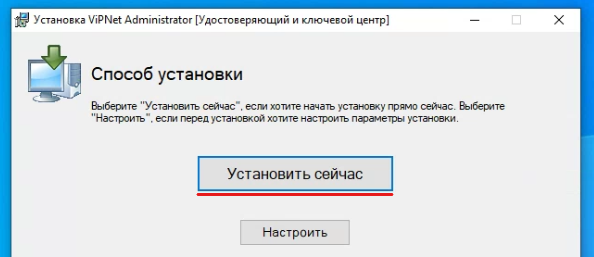 Установка ViPNet Administrator [Удостоверяющий и ключевой центр]
Способ установки
Выберите "Установить сейчас", если хотите начать установку прямо сейчас. Выберите
"Настроить", если перед установкой хотите настроить параметры установки.
Установить сейчас
Настроить